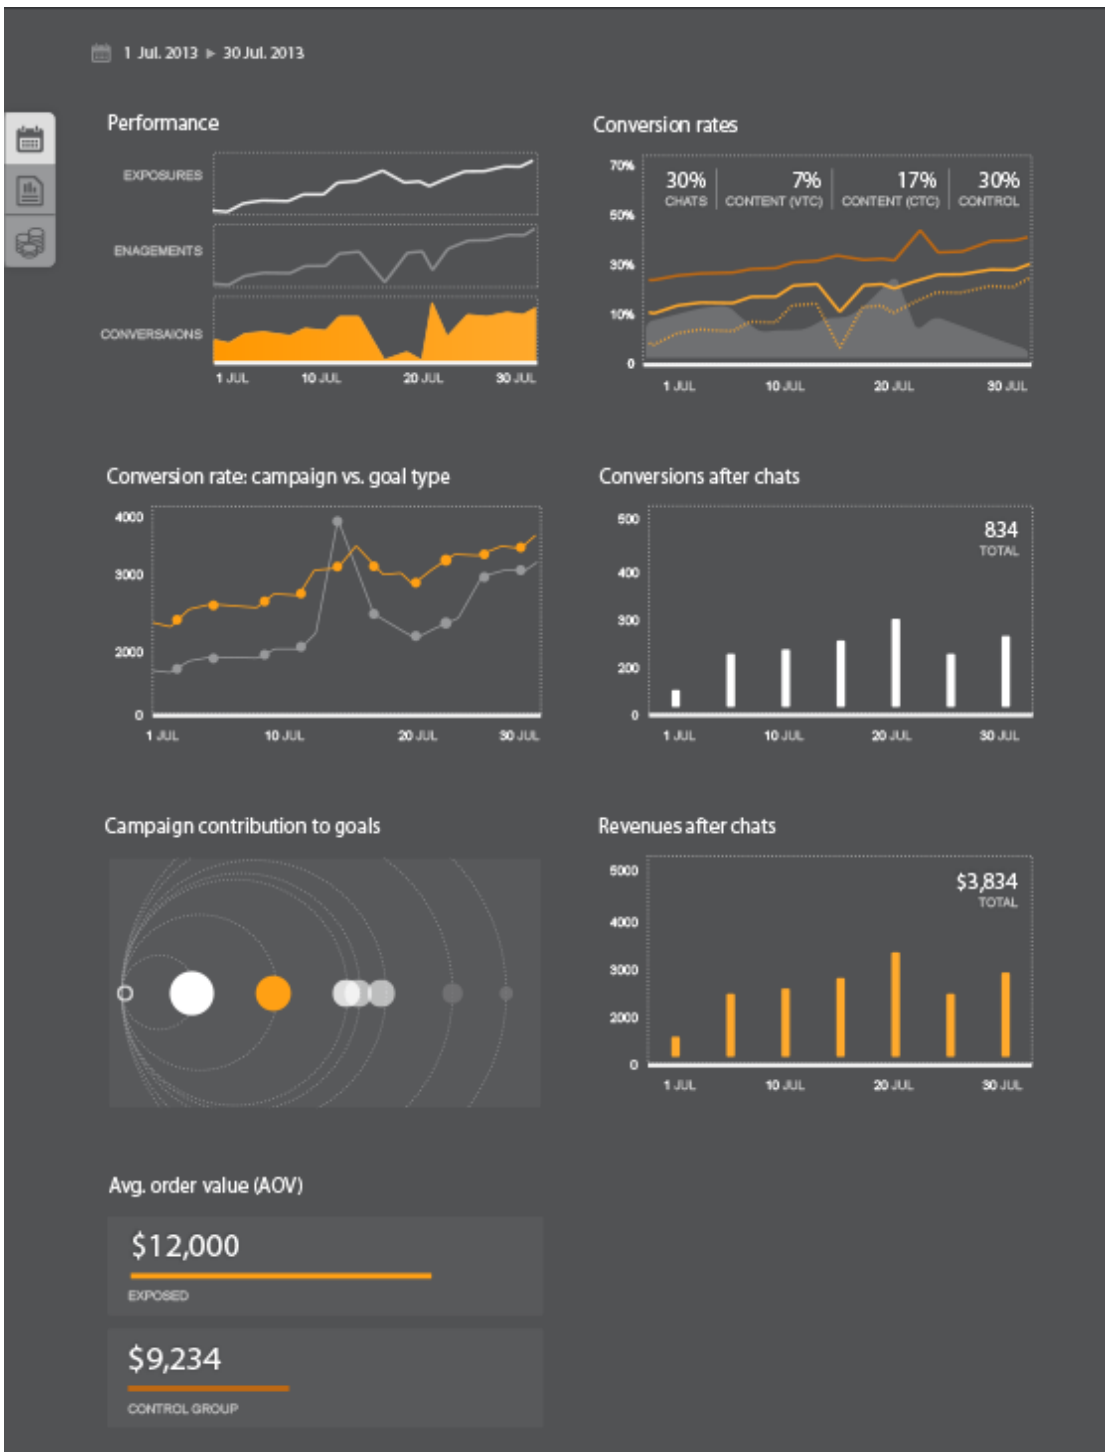 1 Jul. 2013 ▶ 30 Jul. 2013
Performance
EXPOSURES
ENAGEMENTS
CONVERSAIONS
1 JUL 10 JUL 20 JUL 30 JUL
Conversion rates
70%
50%
30%
10%
0
30% 7% 17% 30%
CHATS CONTENT (VTC) CONTENT (CTC) CONTROL
1 JUL 10 JUL 20 JUL 30 JUL
Conversion rate: campaign vs. goal type
4000
3000
2000
0
1 JUL 10 JUL 20 JUL 30 JUL
Conversions after chats
500
400
300
200
0
834
TOTAL
1 JUL 10 JUL 20 JUL 30 JUL
Campaign contribution to goals
Revenues after chats
5000
4000
3000
2000
0
$3,834
TOTAL
1 JUL 10 JUL 20 JUL 30 JUL
Avg. order value (AOV)
$12,000
EXPOSED
$9,234
CONTROL GROUP